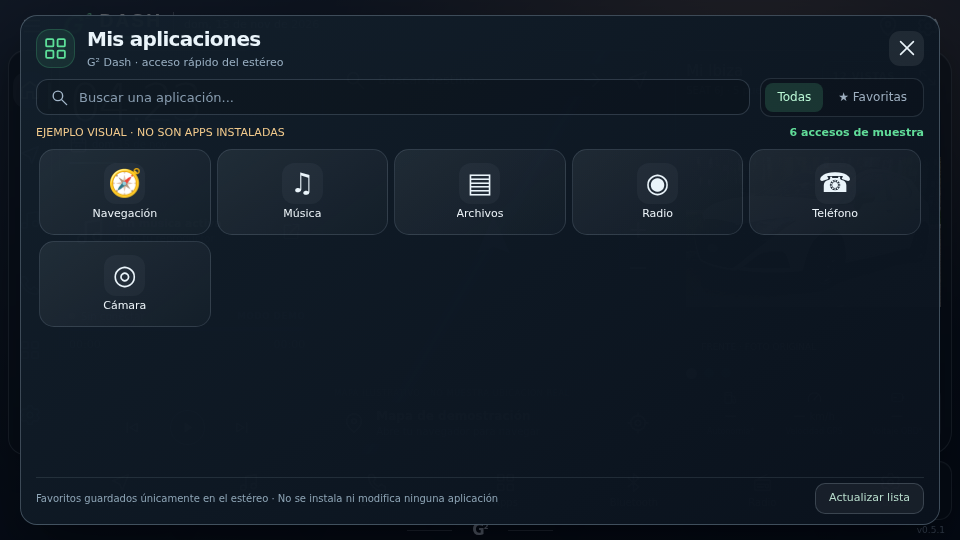 Mis aplicaciones
G² Dash · acceso rápido del estéreo
Buscar una aplicación...
Todas
★ Favoritas
EJEMPLO VISUAL · NO SON APPS INSTALADAS
6 accesos de muestra
Navegación
Música
Archivos
Radio
Teléfono
Cámara
Favoritos guardados únicamente en el estéreo · No se instala ni modifica ninguna aplicación
Actualizar lista
G²
v0.5.1